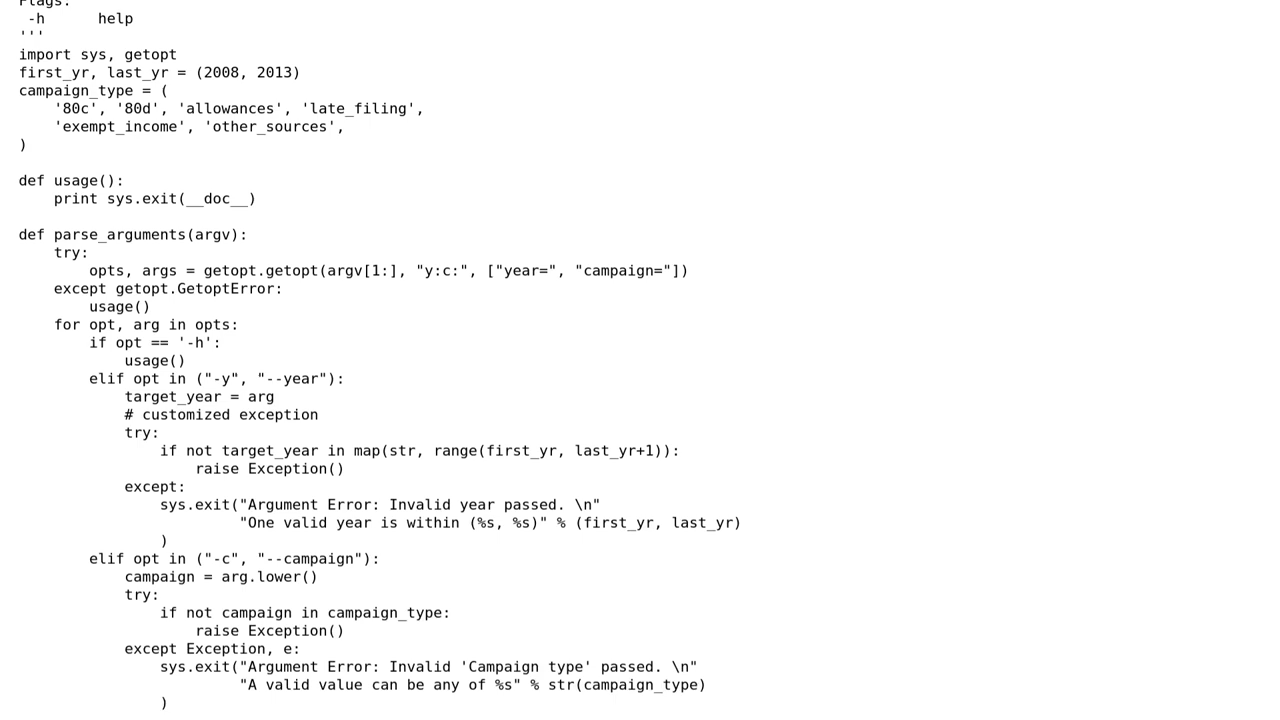 Flags:
 -h      help
'''
import sys, getopt
first_yr, last_yr = (2008, 2013)
campaign_type = (
    '80c', '80d', 'allowances', 'late_filing',
    'exempt_income', 'other_sources',
)

def usage():
    print sys.exit(__doc__)

def parse_arguments(argv):
    try:
        opts, args = getopt.getopt(argv[1:], "y:c:", ["year=", "campaign="])
    except getopt.GetoptError:
        usage()
    for opt, arg in opts:
        if opt == '-h':
            usage()
        elif opt in ("-y", "--year"):
            target_year = arg
            # customized exception
            try:
                if not target_year in map(str, range(first_yr, last_yr+1)):
                    raise Exception()
            except:
                sys.exit("Argument Error: Invalid year passed. \n"
                         "One valid year is within (%s, %s)" % (first_yr, last_yr)
                )
        elif opt in ("-c", "--campaign"):
            campaign = arg.lower()
            try:
                if not campaign in campaign_type:
                    raise Exception()
            except Exception, e:
                sys.exit("Argument Error: Invalid 'Campaign type' passed. \n"
                         "A valid value can be any of %s" % str(campaign_type)
                )